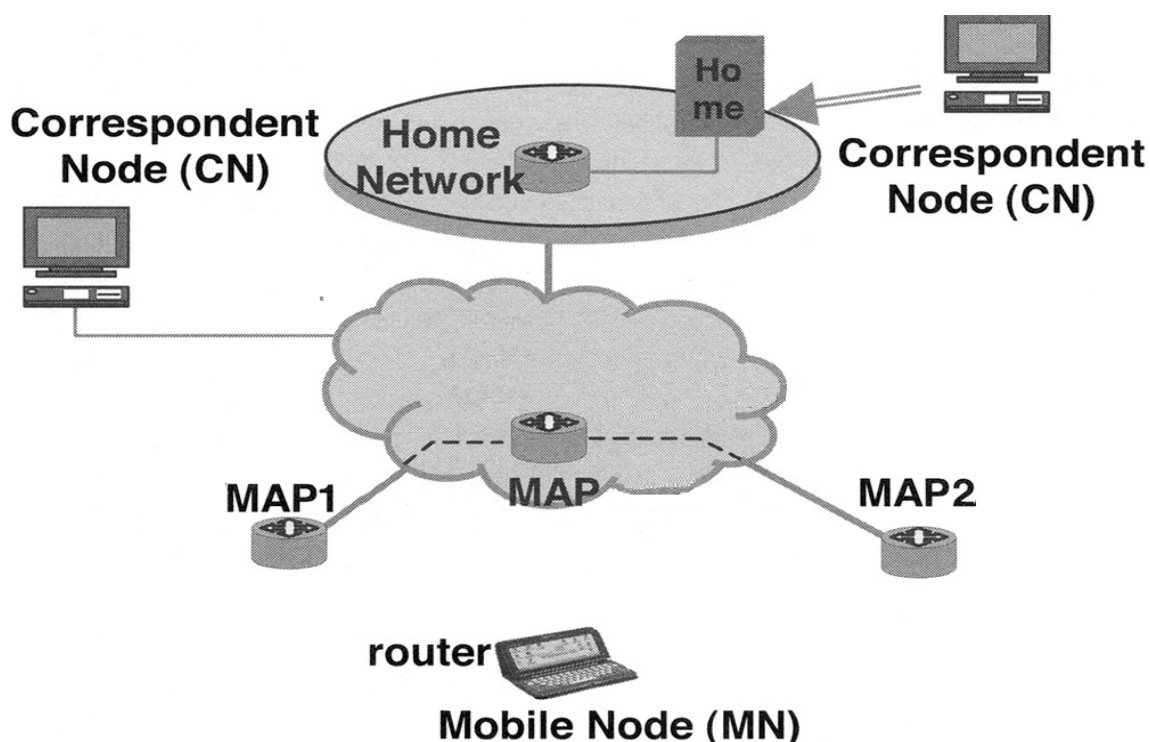 Ho
me
Correspondent
Node (CN)
Home
Network
Correspondent
Node (CN)
MAP1
MAP
MAP2
router
Mobile Node (MN)